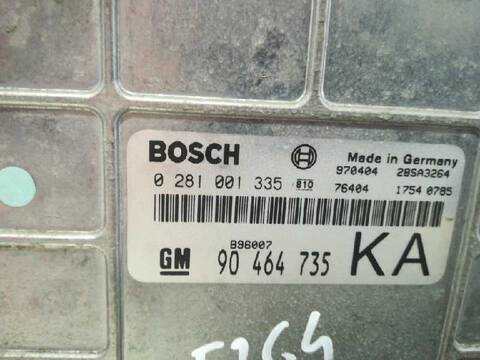 BOSCH Made in Germany
970404 28SA3264
0 281 001 335 B10 76404 1754 0785
B96007
GM 90 464 735 KA